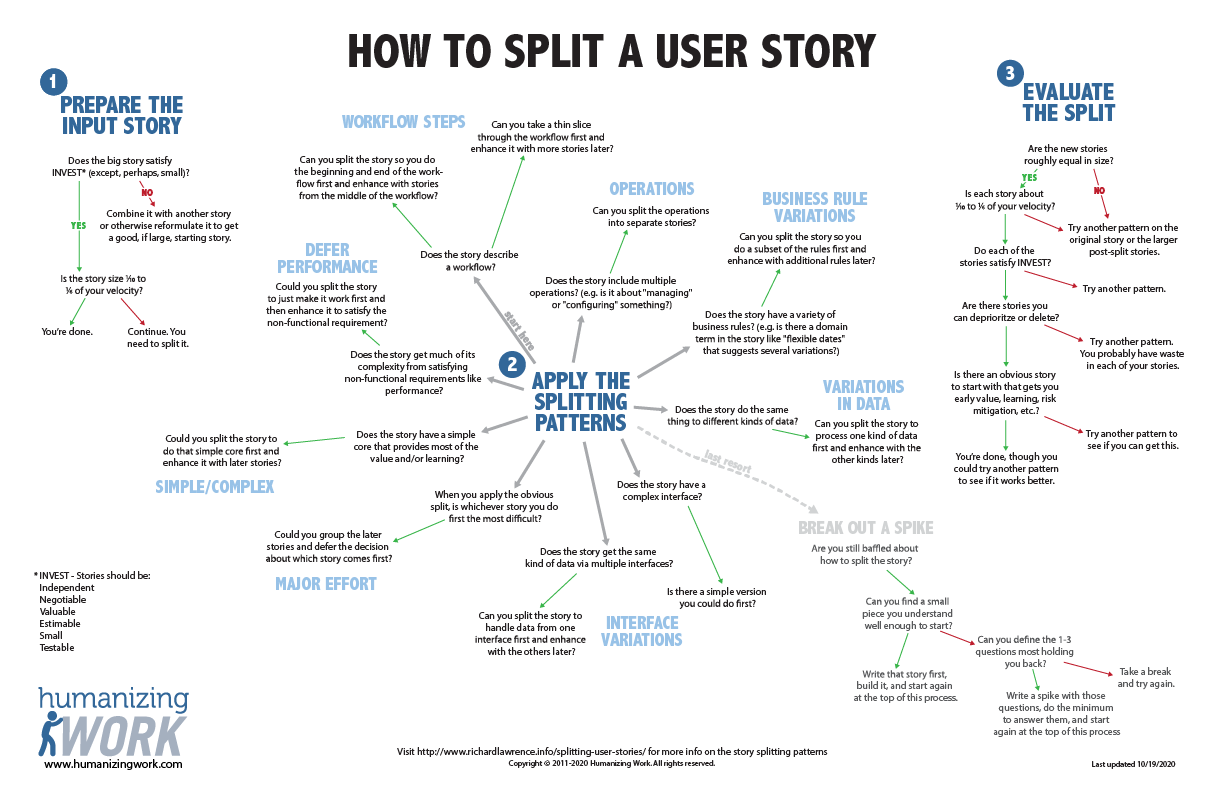 HOW TO SPLIT A USER STORY
1
PREPARE THE
INPUT STORY
Does the big story satisfy
INVEST* (except, perhaps, small)?
NO
Combine it with another story
or otherwise reformulate it to get
a good, if large, starting story.
YES
Is the story size ⅒ to
⅙ of your velocity?
You're done.
Continue. You
need to split it.
2
APPLY THE
SPLITTING
PATTERNS
start here
WORKFLOW STEPS
Can you take a thin slice
through the workflow first and
enhance it with more stories later?
Can you split the story so you do
the beginning and end of the work-
flow first and enhance with stories
from the middle of the workflow?
Does the story describe
a workflow?
OPERATIONS
Can you split the operations
into separate stories?
Does the story include multiple
operations? (e.g. is it about "managing"
or "configuring" something?)
BUSINESS RULE
VARIATIONS
Can you split the story so you
do a subset of the rules first and
enhance with additional rules later?
Does the story have a variety of
business rules? (e.g. is there a domain
term in the story like "flexible dates"
that suggests several variations?)
VARIATIONS
IN DATA
Does the story do the same
thing to different kinds of data?
Can you split the story to
process one kind of data
first and enhance with the
other kinds later?
DEFER
PERFORMANCE
Could you split the story
to just make it work first and
then enhance it to satisfy the
non-functional requirement?
Does the story get much of its
complexity from satisfying
non-functional requirements like
performance?
Does the story have a simple
core that provides most of the
value and/or learning?
Could you split the story to
do that simple core first and
enhance it with later stories?
SIMPLE/COMPLEX
When you apply the obvious
split, is whichever story you do
first the most difficult?
Could you group the later
stories and defer the decision
about which story comes first?
MAJOR EFFORT
Does the story get the same
kind of data via multiple interfaces?
Can you split the story to
handle data from one
interface first and enhance
with the others later?
INTERFACE
VARIATIONS
Does the story have a
complex interface?
Is there a simple version
you could do first?
last resort
BREAK OUT A SPIKE
Are you still baffled about
how to split the story?
Can you find a small
piece you understand
well enough to start?
Write that story first,
build it, and start again
at the top of this process.
Can you define the 1-3
questions most holding
you back?
Take a break
and try again.
Write a spike with those
questions, do the minimum
to answer them, and start
again at the top of this process
3
EVALUATE
THE SPLIT
Are the new stories
roughly equal in size?
YES
NO
Is each story about
⅒ to ⅙ of your velocity?
Try another pattern on the
original story or the larger
post-split stories.
Do each of the
stories satisfy INVEST?
Try another pattern.
Are there stories you
can deprioritze or delete?
Try another pattern.
You probably have waste
in each of your stories.
Is there an obvious story
to start with that gets you
early value, learning, risk
mitigation, etc.?
Try another pattern to
see if you can get this.
You're done, though you
could try another pattern
to see if it works better.
* INVEST - Stories should be:
Independent
Negotiable
Valuable
Estimable
Small
Testable
humanizing
WORK
www.humanizingwork.com
Visit http://www.richardlawrence.info/splitting-user-stories/ for more info on the story splitting patterns
Copyright © 2011-2020 Humanizing Work. All rights reserved.
Last updated 10/19/2020